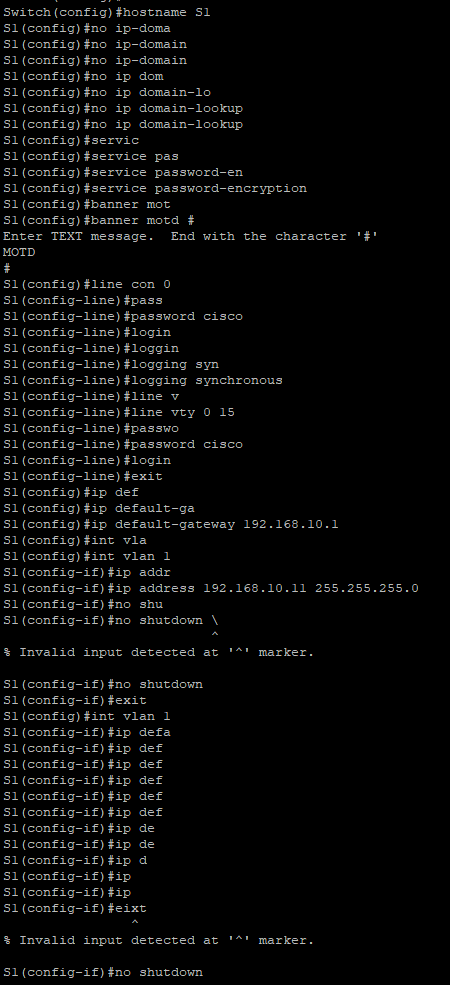 Switch(config)#hostname S1
S1(config)#no ip-doma
S1(config)#no ip-domain
S1(config)#no ip-domain
S1(config)#no ip dom
S1(config)#no ip domain-lo
S1(config)#no ip domain-lookup
S1(config)#no ip domain-lookup
S1(config)#servic
S1(config)#service pas
S1(config)#service password-en
S1(config)#service password-encryption
S1(config)#banner mot
S1(config)#banner motd #
Enter TEXT message.  End with the character '#'
MOTD
#
S1(config)#line con 0
S1(config-line)#pass
S1(config-line)#password cisco
S1(config-line)#login
S1(config-line)#loggin
S1(config-line)#logging syn
S1(config-line)#logging synchronous
S1(config-line)#line v
S1(config-line)#line vty 0 15
S1(config-line)#passwo
S1(config-line)#password cisco
S1(config-line)#login
S1(config-line)#exit
S1(config)#ip def
S1(config)#ip default-ga
S1(config)#ip default-gateway 192.168.10.1
S1(config)#int vla
S1(config)#int vlan 1
S1(config-if)#ip addr
S1(config-if)#ip address 192.168.10.11 255.255.255.0
S1(config-if)#no shu
S1(config-if)#no shutdown \
^
% Invalid input detected at '^' marker.
S1(config-if)#no shutdown
S1(config-if)#exit
S1(config)#int vlan 1
S1(config-if)#ip defa
S1(config-if)#ip def
S1(config-if)#ip def
S1(config-if)#ip def
S1(config-if)#ip def
S1(config-if)#ip def
S1(config-if)#ip de
S1(config-if)#ip de
S1(config-if)#ip d
S1(config-if)#ip
S1(config-if)#ip
S1(config-if)#eixt
^
% Invalid input detected at '^' marker.
S1(config-if)#no shutdown